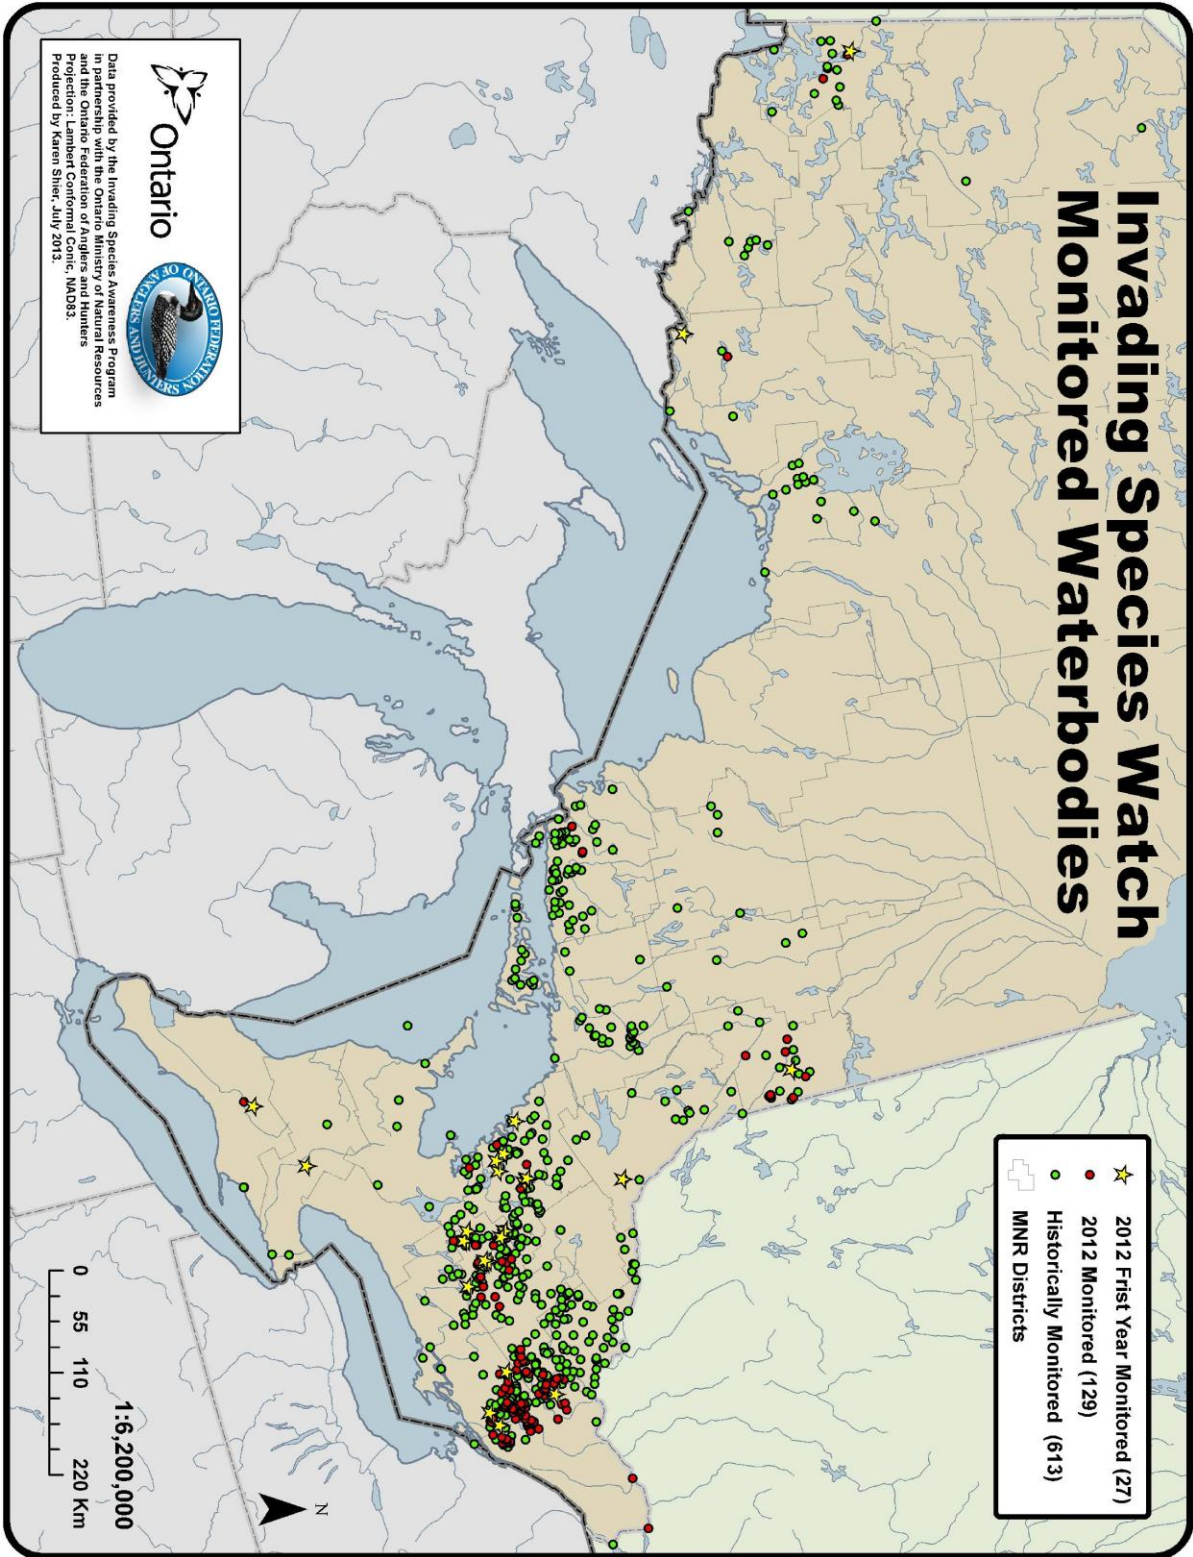 Invading Species Watch
Monitored Waterbodies
2012 Frist Year Monitored (27)
2012 Monitored (129)
Historically Monitored (613)
MNR Districts
Ontario
ONTARIO FEDERATION
OF ANGLERS AND HUNTERS
Data provided by the Invading Species Awareness Program
in partnership with the Ontario Ministry of Natural Resources
and the Ontario Federation of Anglers and Hunters
Projection: Lambert Conformal Conic, NAD83.
Produced by Karen Shier, July 2013.
N
1:6,200,000
0 55 110 220 Km